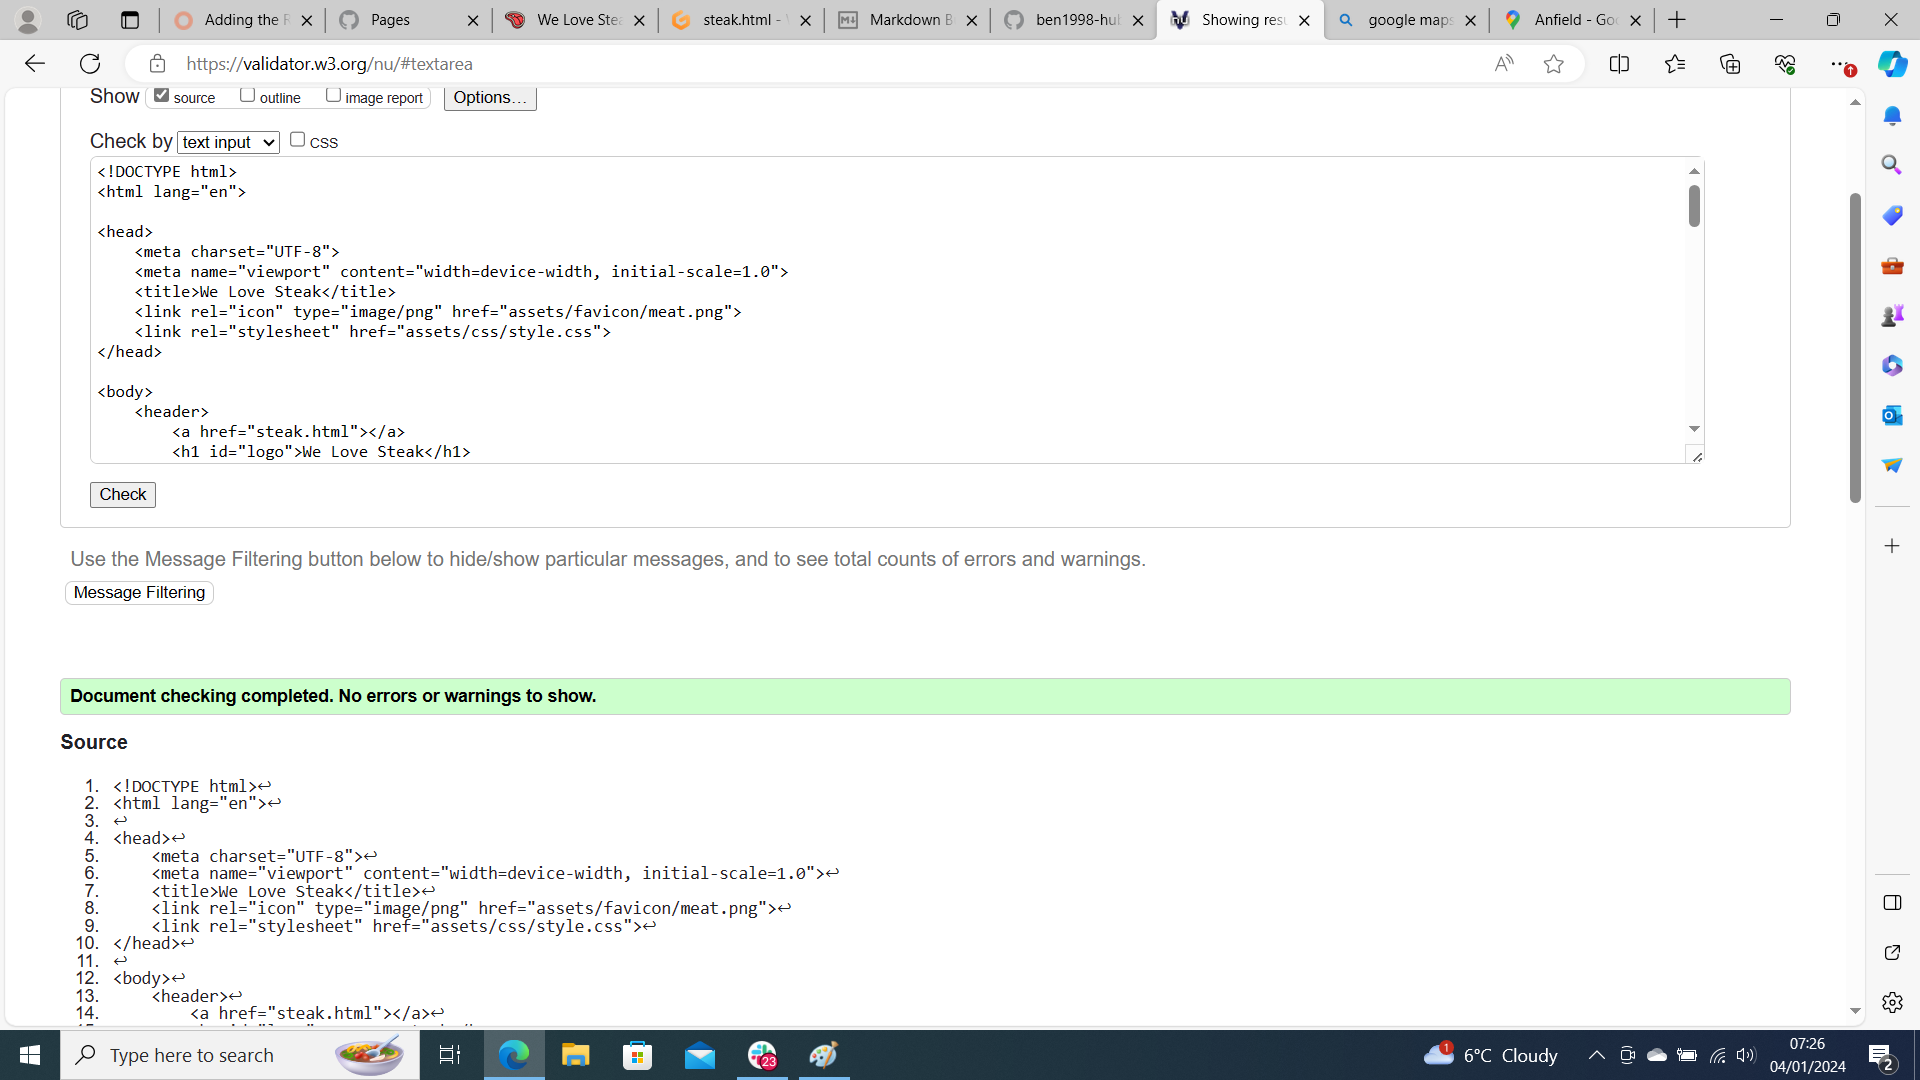 Adding the R
Pages
We Love Stea
steak.html -
Markdown B
ben1998-hub
Showing resu
google maps
Anfield - Goo
https://validator.w3.org/nu/#textarea
Show source outline image report Options...
Check by text input CSS
<!DOCTYPE html>
<html lang="en">
<head>
<meta charset="UTF-8">
<meta name="viewport" content="width=device-width, initial-scale=1.0">
<title>We Love Steak</title>
<link rel="icon" type="image/png" href="assets/favicon/meat.png">
<link rel="stylesheet" href="assets/css/style.css">
</head>
<body>
<header>
<a href="steak.html"></a>
<h1 id="logo">We Love Steak</h1>
Check
Use the Message Filtering button below to hide/show particular messages, and to see total counts of errors and warnings.
Message Filtering
Document checking completed. No errors or warnings to show.
Source
1. <!DOCTYPE html>↩
2. <html lang="en">↩
3. ↩
4. <head>↩
5. <meta charset="UTF-8">↩
6. <meta name="viewport" content="width=device-width, initial-scale=1.0">↩
7. <title>We Love Steak</title>↩
8. <link rel="icon" type="image/png" href="assets/favicon/meat.png">↩
9. <link rel="stylesheet" href="assets/css/style.css">↩
10. </head>↩
11. ↩
12. <body>↩
13. <header>↩
14. <a href="steak.html"></a>↩
Type here to search
23
1
6°C Cloudy
07:26
04/01/2024
2